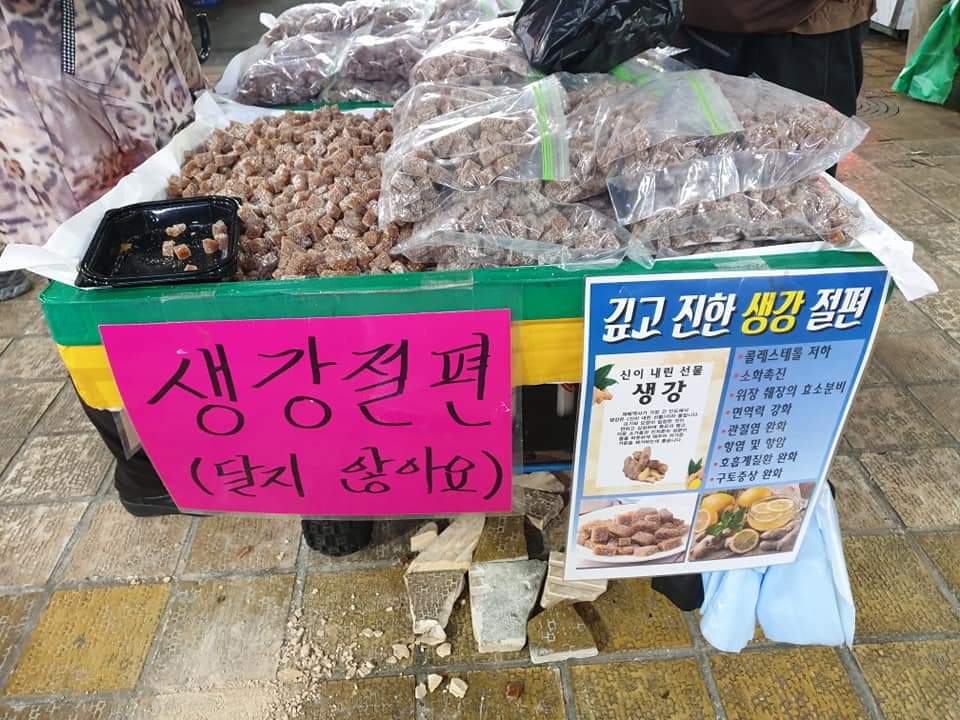 생강절편
(달지 않아요)
깊고 진한 생강 절편
신이 내린 선물
생강
콜레스테롤 저하
소화촉진
위장 췌장의 효소분비
면역력 강화
관절염 완화
항염 및 항암
호흡계질환 완화
구토증상 완화